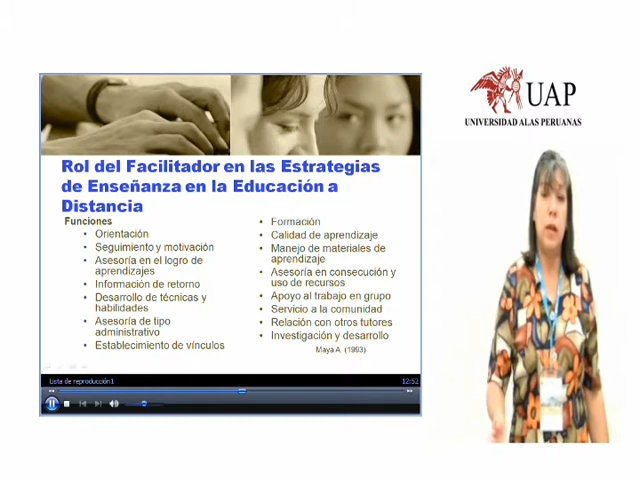 UAP
UNIVERSIDAD ALAS PERUANAS
Rol del Facilitador en las Estrategias
de Enseñanza en la Educación a
Distancia
Funciones
• Orientación
• Seguimiento y motivación
• Asesoría en el logro de
aprendizajes
• Información de retorno
• Desarrollo de técnicas y
habilidades
• Asesoría de tipo
administrativo
• Establecimiento de vínculos
• Formación
• Calidad de aprendizaje
• Manejo de materiales de
aprendizaje
• Asesoría en consecución y
uso de recursos
• Apoyo al trabajo en grupo
• Servicio a la comunidad
• Relación con otros tutores
• Investigación y desarrollo
Maya A. (1993)
Lista de reproducción1
12:52